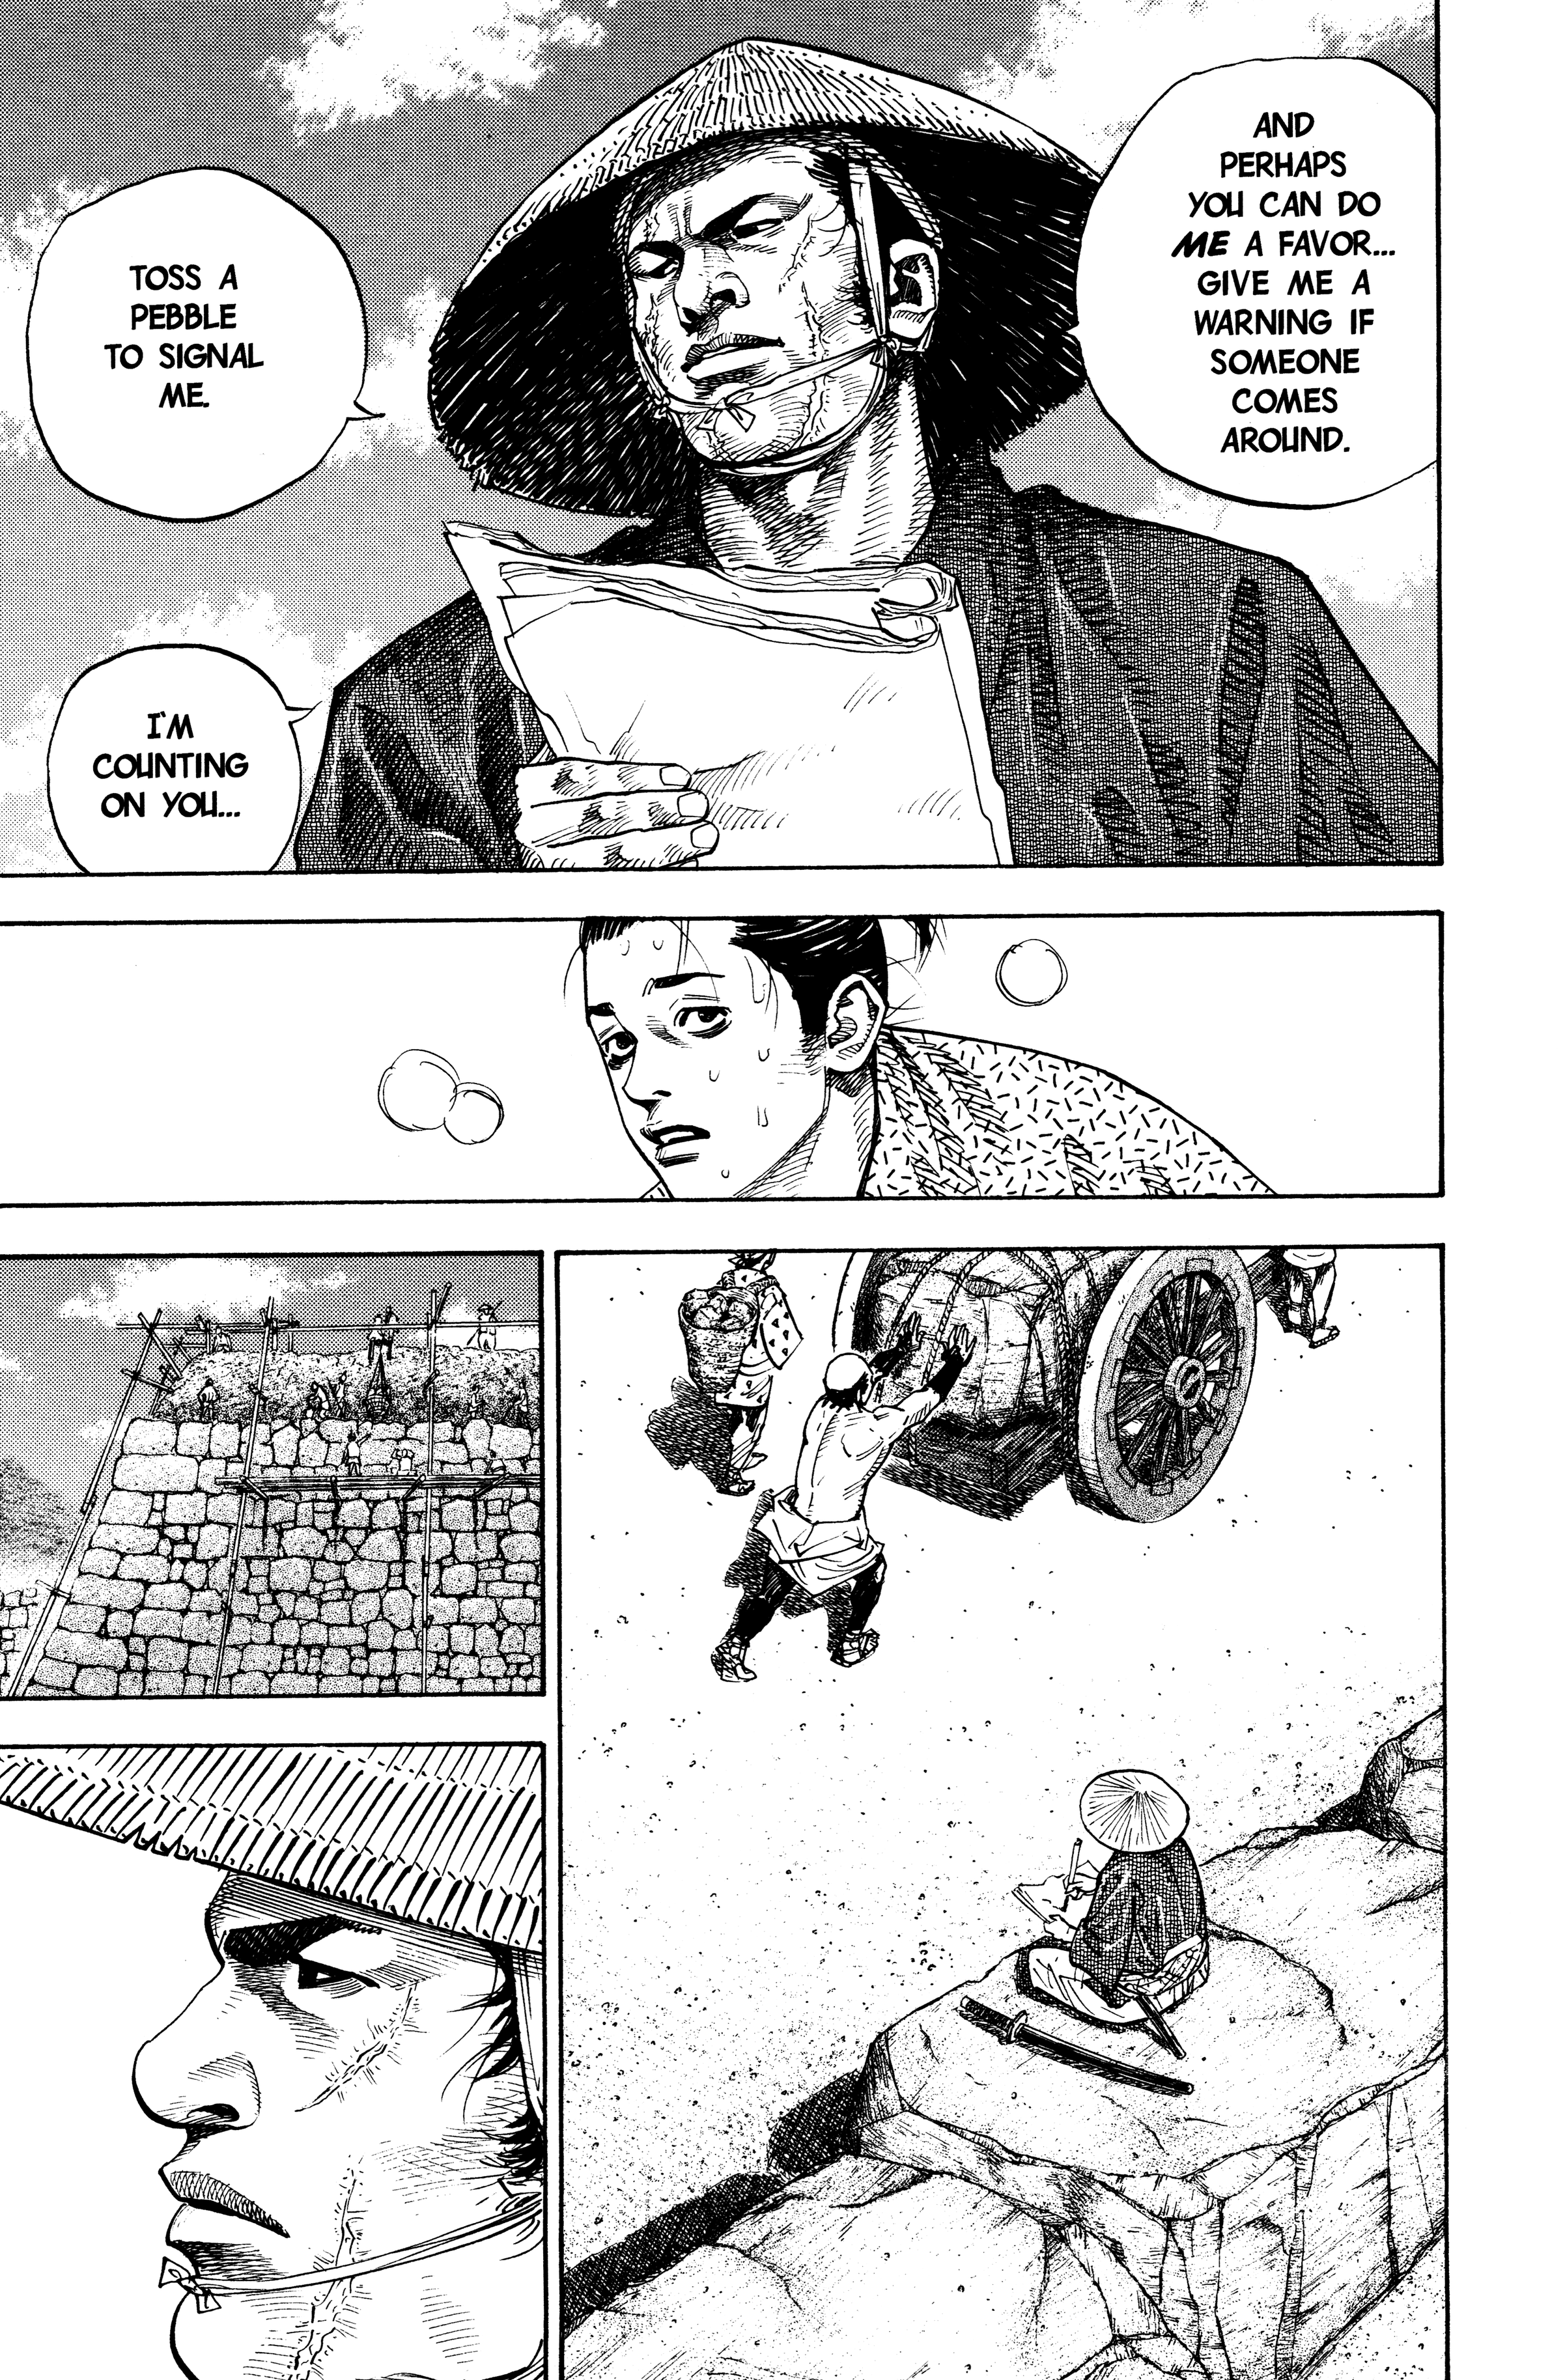 AND
PERHAPS
YOU CAN DO
ME A FAVOR...
GIVE ME A
WARNING IF
SOMEONE
COMES
AROUND.
TOSS A
PEBBLE
TO SIGNAL
ME.
I'M
COUNTING
ON YOU...